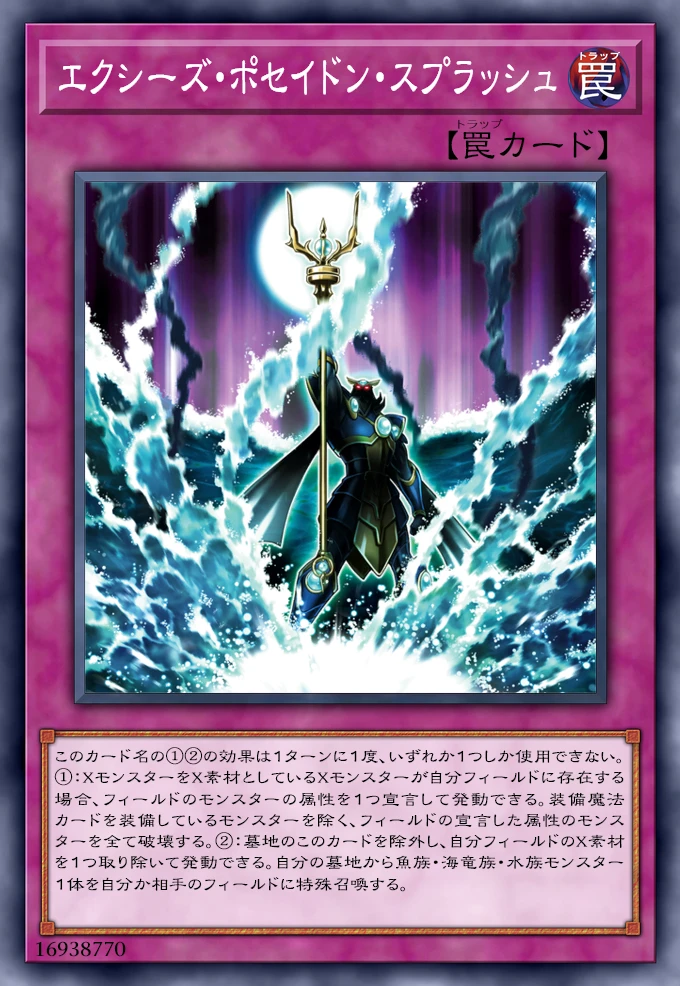 エクシーズ・ポセイドン・スプラッシュ
トラップ
罠
トラップ
【罠カード】
このカード名の①②の効果は1ターンに1度、いずれか1つしか使用できない。
①：XモンスターをX素材としているXモンスターが自分フィールドに存在する
場合、フィールドのモンスターの属性を1つ宣言して発動できる。装備魔法
カードを装備しているモンスターを除く、フィールドの宣言した属性のモンス
ターを全て破壊する。②：墓地のこのカードを除外し、自分フィールドのX素材
を1つ取り除いて発動できる。自分の墓地から魚族・海竜族・水族モンスター
1体を自分か相手のフィールドに特殊召喚する。
16938770